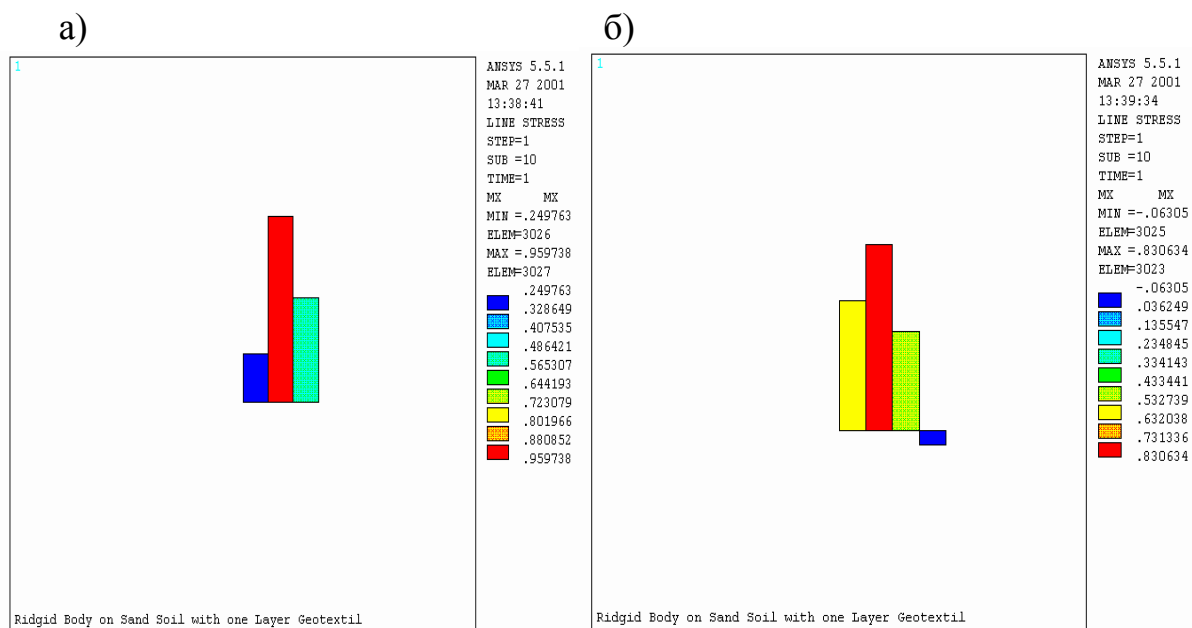 а)
1
ANSYS 5.5.1
MAR 27 2001
13:38:41
LINE STRESS
STEP=1
SUB =10
TIME=1
MX MX
MIN =.249763
ELEM=3026
MAX =.959738
ELEM=3027
.249763
.328649
.407535
.486421
.565307
.644193
.723079
.801966
.880852
.959738
Ridgid Body on Sand Soil with one Layer Geotextil
б)
1
ANSYS 5.5.1
MAR 27 2001
13:39:34
LINE STRESS
STEP=1
SUB =10
TIME=1
MX MX
MIN =-.06305
ELEM=3025
MAX =.830634
ELEM=3023
-.06305
.036249
.135547
.234845
.334143
.433441
.532739
.632038
.731336
.830634
Ridgid Body on Sand Soil with one Layer Geotextil